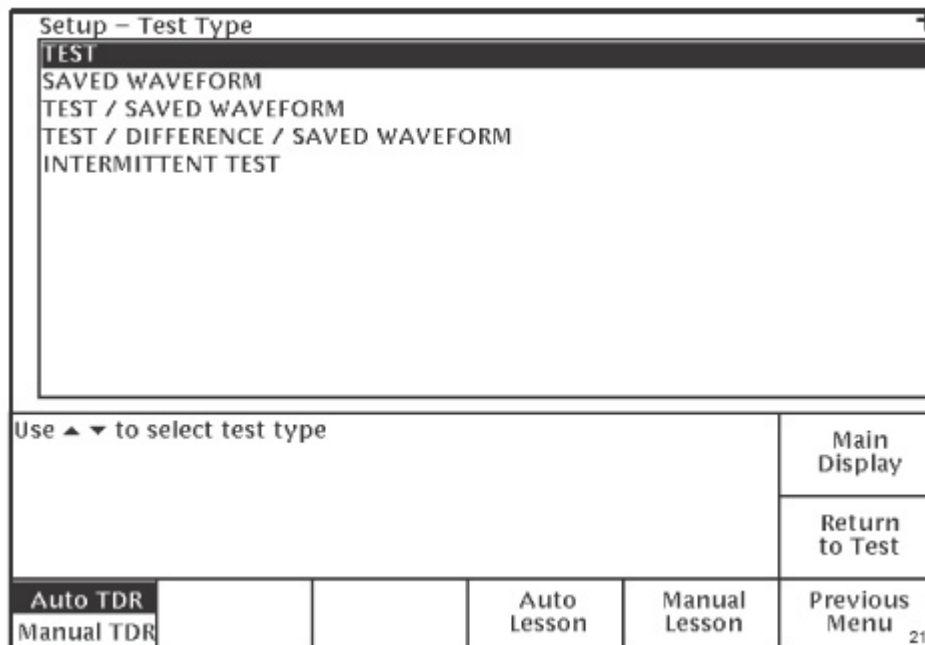 Setup – Test Type
TEST
SAVED WAVEFORM
TEST / SAVED WAVEFORM
TEST / DIFFERENCE / SAVED WAVEFORM
INTERMITTENT TEST
Use ▲ ▼ to select test type
Main
Display
Return
to Test
Auto TDR
Manual TDR
Auto
Lesson
Manual
Lesson
Previous
Menu